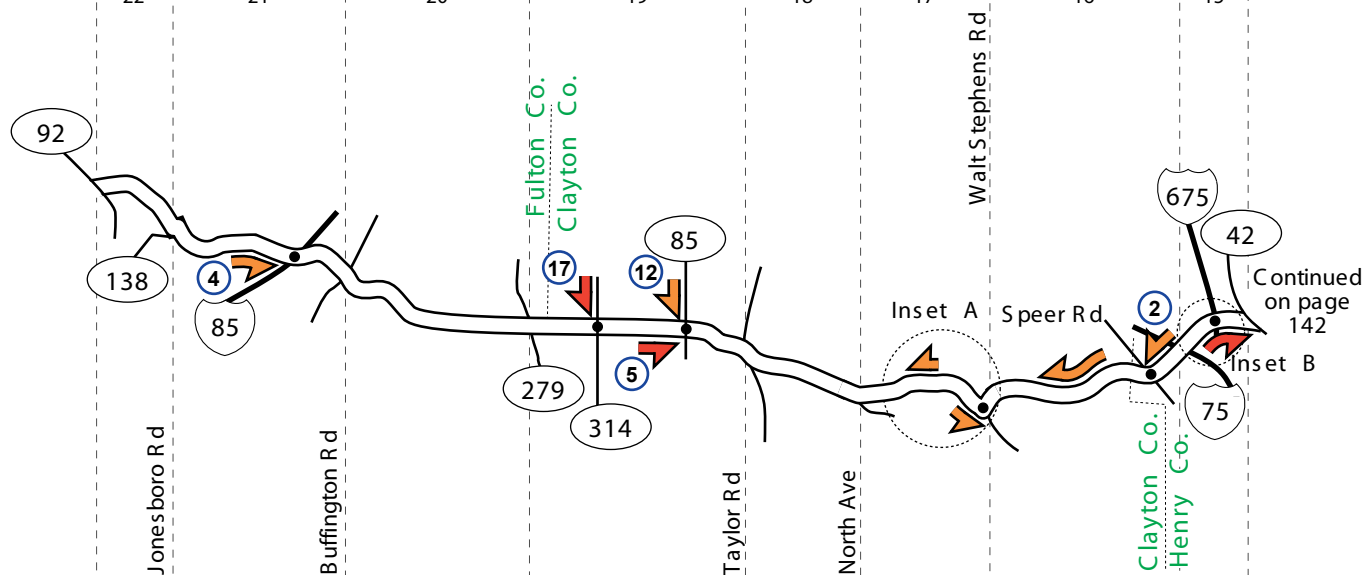 Walt Stephens Rd
Fulton Co.
Clayton Co.
92
675
85
42
17
12
138
4
Continued
on page
142
85
Inset A
Speer Rd
2
5
Inset B
279
75
314
Jonesboro Rd
Buffington Rd
Taylor Rd
North Ave
Clayton Co.
Henry Co.